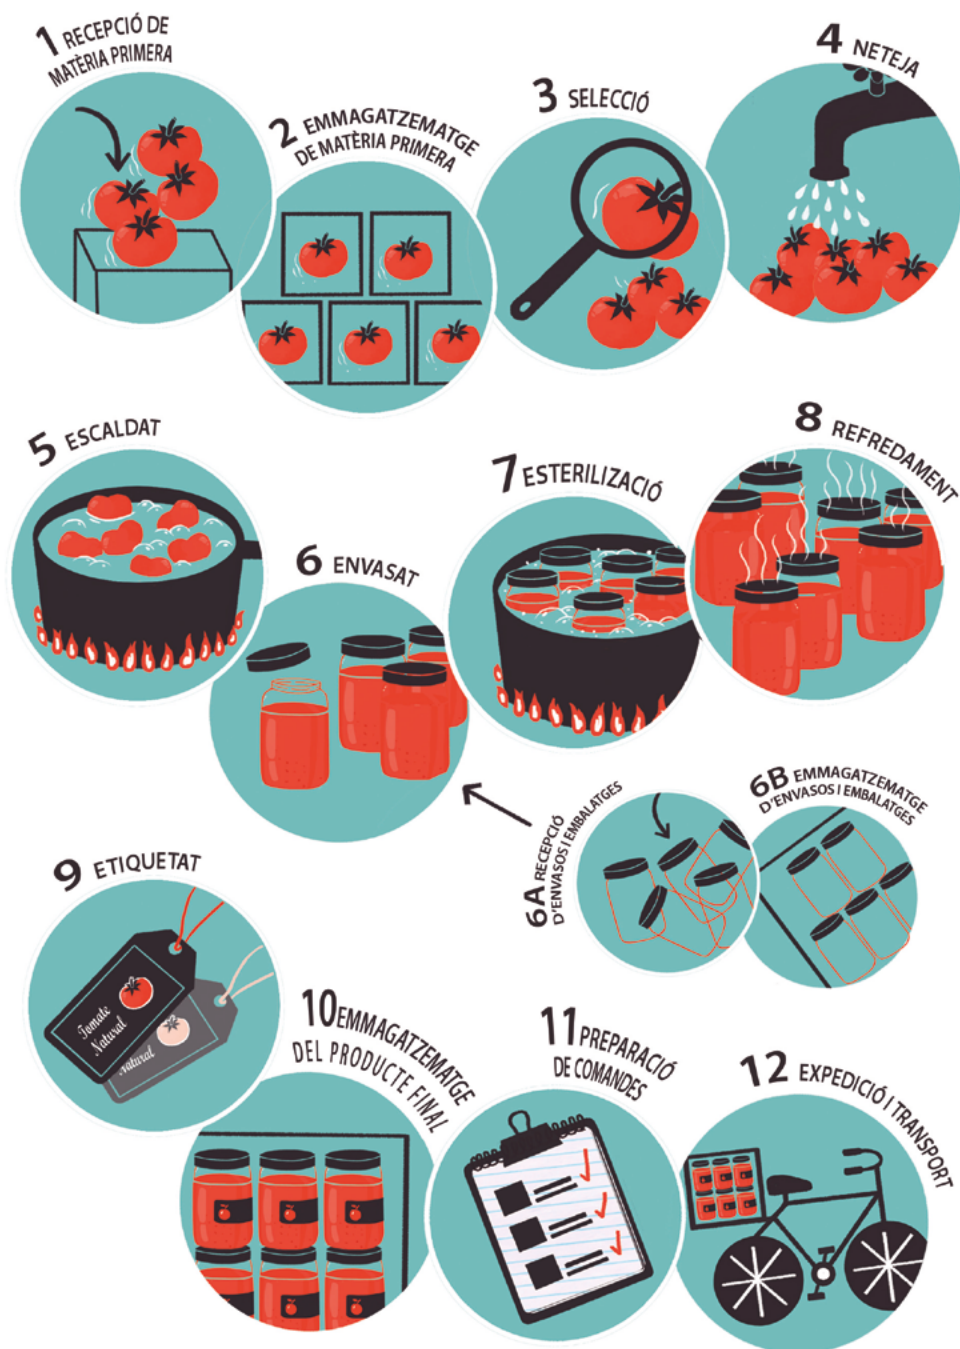 1 RECEPCIÓ DE
MATÈRIA PRIMERA
2 EMMAGATZEMATGE
DE MATÈRIA PRIMERA
3 SELECCIÓ
4 NETEJA
5 ESCALDAT
6 ENVASAT
7 ESTERILIZACIÓ
8 REFREDAMENT
6A RECEPCIÓ
D'ENVASOS I EMBALATGES
6B EMMAGATZEMATGE
D'ENVASOS I EMBALATGES
9 ETIQUETAT
Tomate
Natural
Natural
10 EMMAGATZEMATGE
DEL PRODUCTE FINAL
11 PREPARACIÓ
DE COMANDES
12 EXPEDICIÓ I TRANSPORT